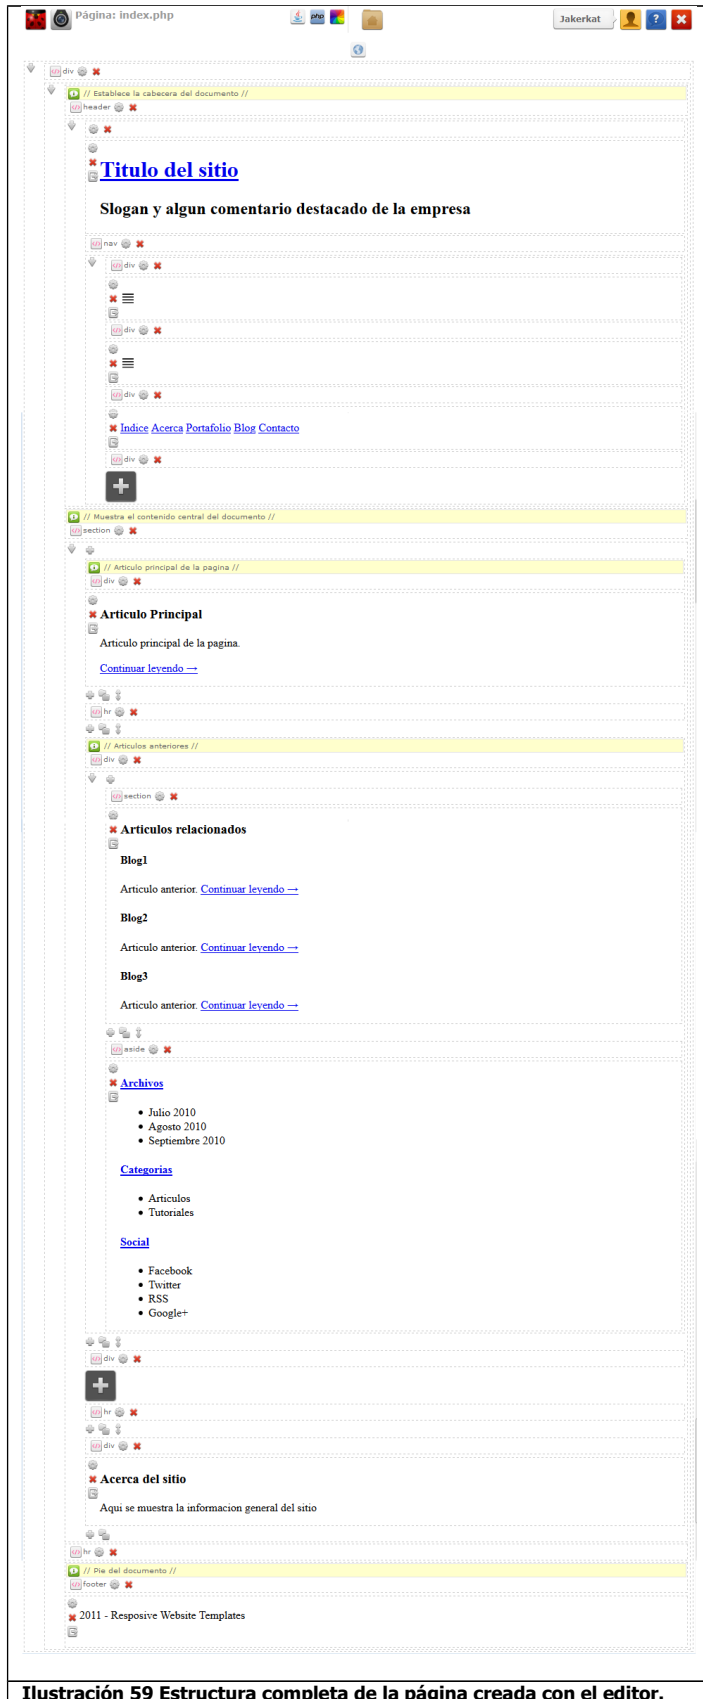 Página: index.php
php
Jakerkat
?
div
// Establece la cabecera del documento //
header
Titulo del sitio
Slogan y algun comentario destacado de la empresa
nav
div
div
div
Indice Acerca Portafolio Blog Contacto
div
// Muestra el contenido central del documento //
section
// Articulo principal de la pagina //
div
Articulo Principal
Articulo principal de la pagina.
Continuar leyendo →
hr
// Articulos anteriores //
div
section
Articulos relacionados
Blog1
Articulo anterior. Continuar leyendo →
Blog2
Articulo anterior. Continuar leyendo →
Blog3
Articulo anterior. Continuar leyendo →
aside
Archivos
• Julio 2010
• Agosto 2010
• Septiembre 2010
Categorias
• Articulos
• Tutoriales
Social
• Facebook
• Twitter
• RSS
• Google+
div
hr
div
Acerca del sitio
Aqui se muestra la informacion general del sitio
hr
// Pie del documento //
footer
2011 - Resposive Website Templates
Ilustración 59 Estructura completa de la página creada con el editor.